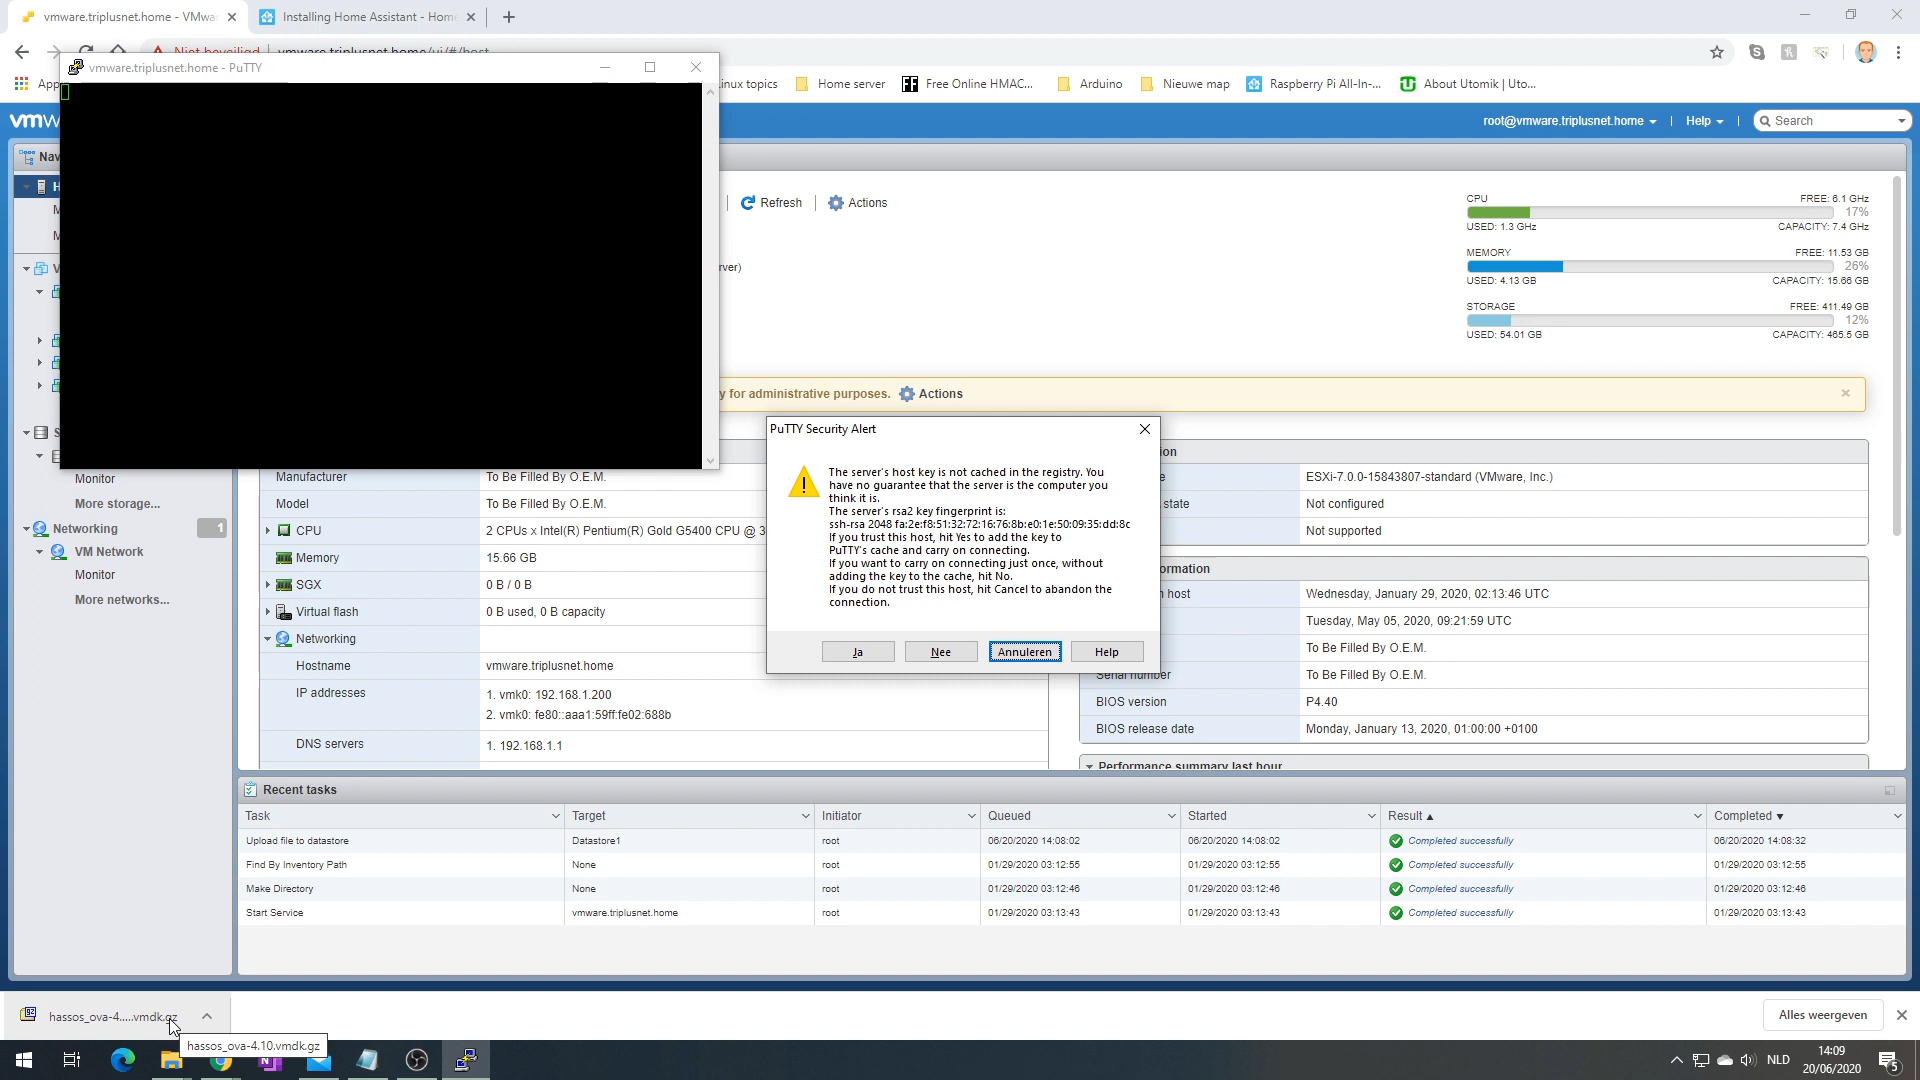 vmware.triplusnet.home - VMwar
Installing Home Assistant - Home
Niet beveiligd
vmware.triplusnet.home/ui/#/host
vmware.triplusnet.home - PuTTY
App
inux topics
Home server
Free Online HMAC...
Arduino
Nieuwe map
Raspberry Pi All-In-...
About Utomik | Uto...
vmw
root@vmware.triplusnet.home
Help
Search
Nav
H
M
M
V
Refresh
Actions
rver)
CPU
FREE: 6.1 GHz
17%
USED: 1.3 GHz
CAPACITY: 7.4 GHz
MEMORY
FREE: 11.53 GB
26%
USED: 4.13 GB
CAPACITY: 15.66 GB
STORAGE
FREE: 411.49 GB
12%
USED: 54.01 GB
CAPACITY: 465.5 GB
y for administrative purposes.
Actions
S
Monitor
More storage...
Networking
1
VM Network
Monitor
More networks...
Manufacturer
To Be Filled By O.E.M.
Model
To Be Filled By O.E.M.
CPU
2 CPUs x Intel(R) Pentium(R) Gold G5400 CPU @ 3
Memory
15.66 GB
SGX
0 B / 0 B
Virtual flash
0 B used, 0 B capacity
Networking
Hostname
vmware.triplusnet.home
IP addresses
1. vmk0: 192.168.1.200
2. vmk0: fe80::aaa1:59ff:fe02:688b
DNS servers
1. 192.168.1.1
PuTTY Security Alert
The server's host key is not cached in the registry. You
have no guarantee that the server is the computer you
think it is.
The server's rsa2 key fingerprint is:
ssh-rsa 2048 fa:2e:f8:51:32:72:16:76:8b:e0:1e:50:09:35:dd:8c
If you trust this host, hit Yes to add the key to
PuTTY's cache and carry on connecting.
If you want to carry on connecting just once, without
adding the key to the cache, hit No.
If you do not trust this host, hit Cancel to abandon the
connection.
Ja
Nee
Annuleren
Help
ion
e
ESXi-7.0.0-15843807-standard (VMware, Inc.)
state
Not configured
Not supported
ormation
n host
Wednesday, January 29, 2020, 02:13:46 UTC
Tuesday, May 05, 2020, 09:21:59 UTC
To Be Filled By O.E.M.
Serial number
To Be Filled By O.E.M.
BIOS version
P4.40
BIOS release date
Monday, January 13, 2020, 01:00:00 +0100
Performance summary last hour
Recent tasks
Task
Target
Initiator
Queued
Started
Result
Completed
Upload file to datastore
Datastore1
root
06/20/2020 14:08:02
06/20/2020 14:08:02
Completed successfully
06/20/2020 14:08:32
Find By Inventory Path
None
root
01/29/2020 03:12:55
01/29/2020 03:12:55
Completed successfully
01/29/2020 03:12:55
Make Directory
None
root
01/29/2020 03:12:46
01/29/2020 03:12:46
Completed successfully
01/29/2020 03:12:46
Start Service
vmware.triplusnet.home
root
01/29/2020 03:13:43
01/29/2020 03:13:43
Completed successfully
01/29/2020 03:13:43
hassos_ova-4.....vmdk.gz
hassos_ova-4.10.vmdk.gz
Alles weergeven
NLD
14:09
20/06/2020
5